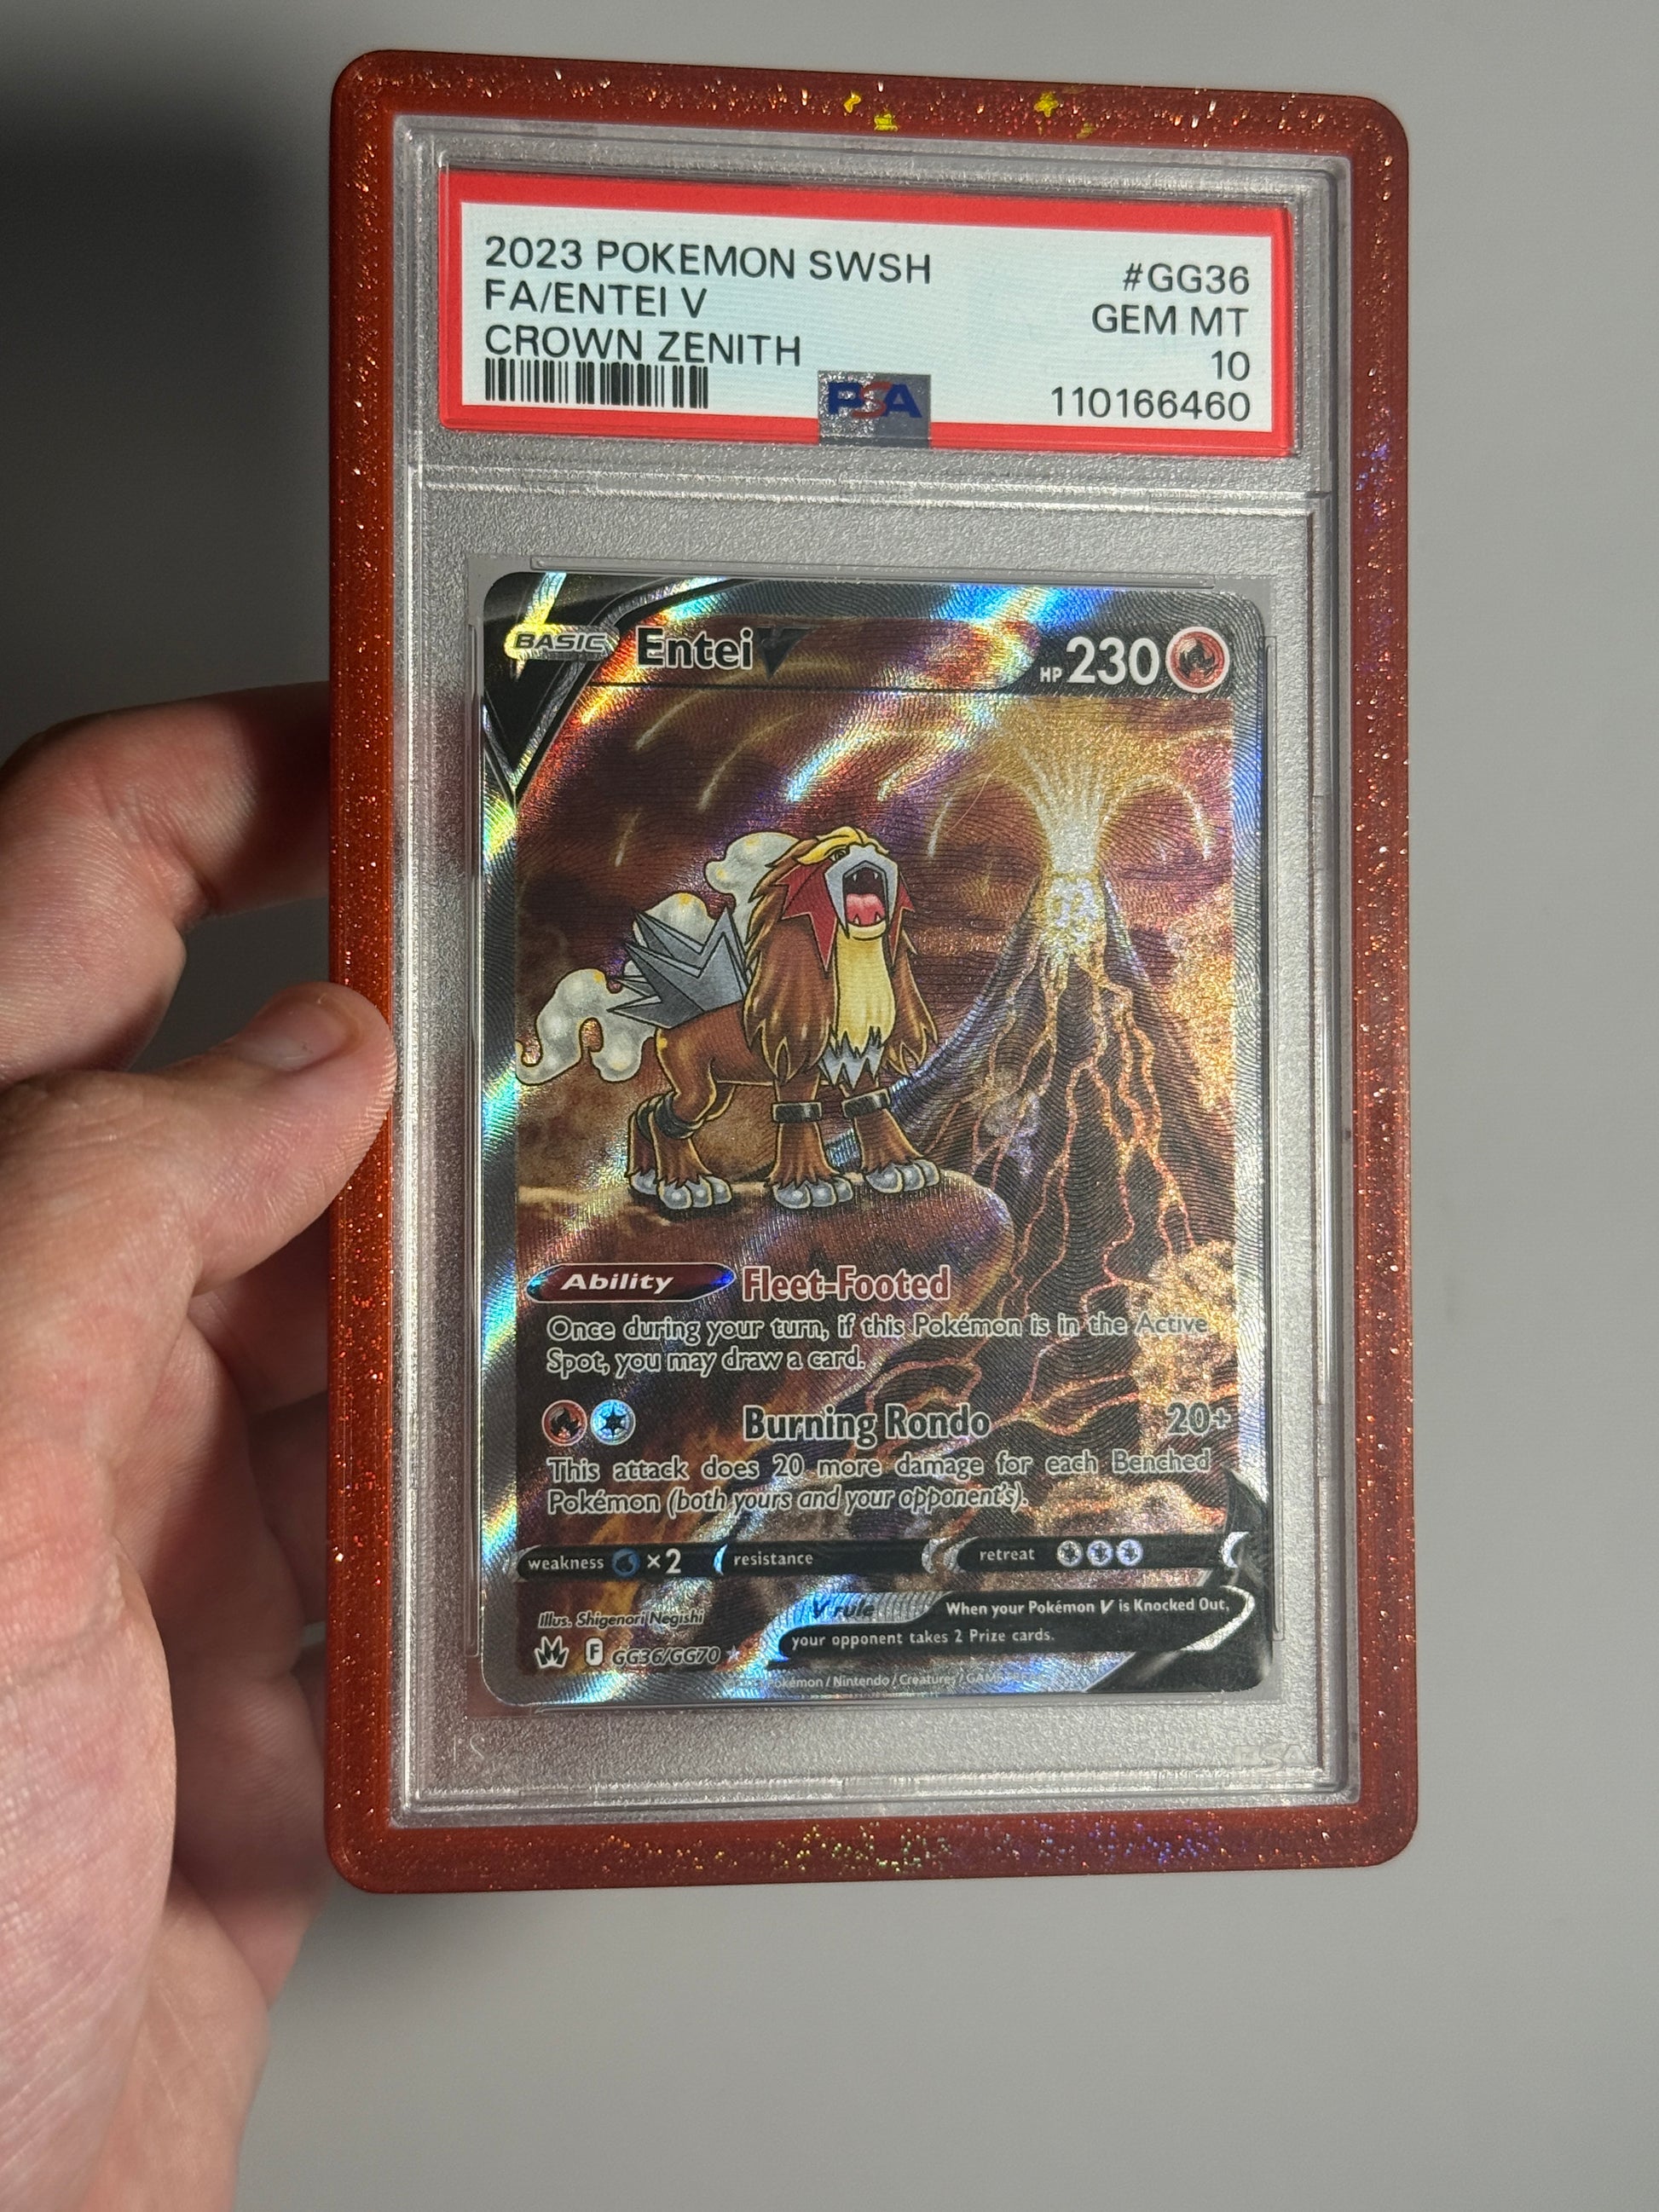 2023 POKEMON SWSH #GG36
FA/ENTEI V GEM MT
CROWN ZENITH 10
PSA 110166460
BASIC Entei V HP 230
Ability Fleet-Footed
Once during your turn, if this Pokémon is in the Active
Spot, you may draw a card.
Burning Rondo 20+
This attack does 20 more damage for each Benched
Pokémon (both yours and your opponent's).
weakness ×2 resistance retreat
Illus. Shigenori Negishi
V rule When your Pokémon V is Knocked Out,
your opponent takes 2 Prize cards.
F GG36/GG70
Pokémon / Nintendo / Creatures /
PSA